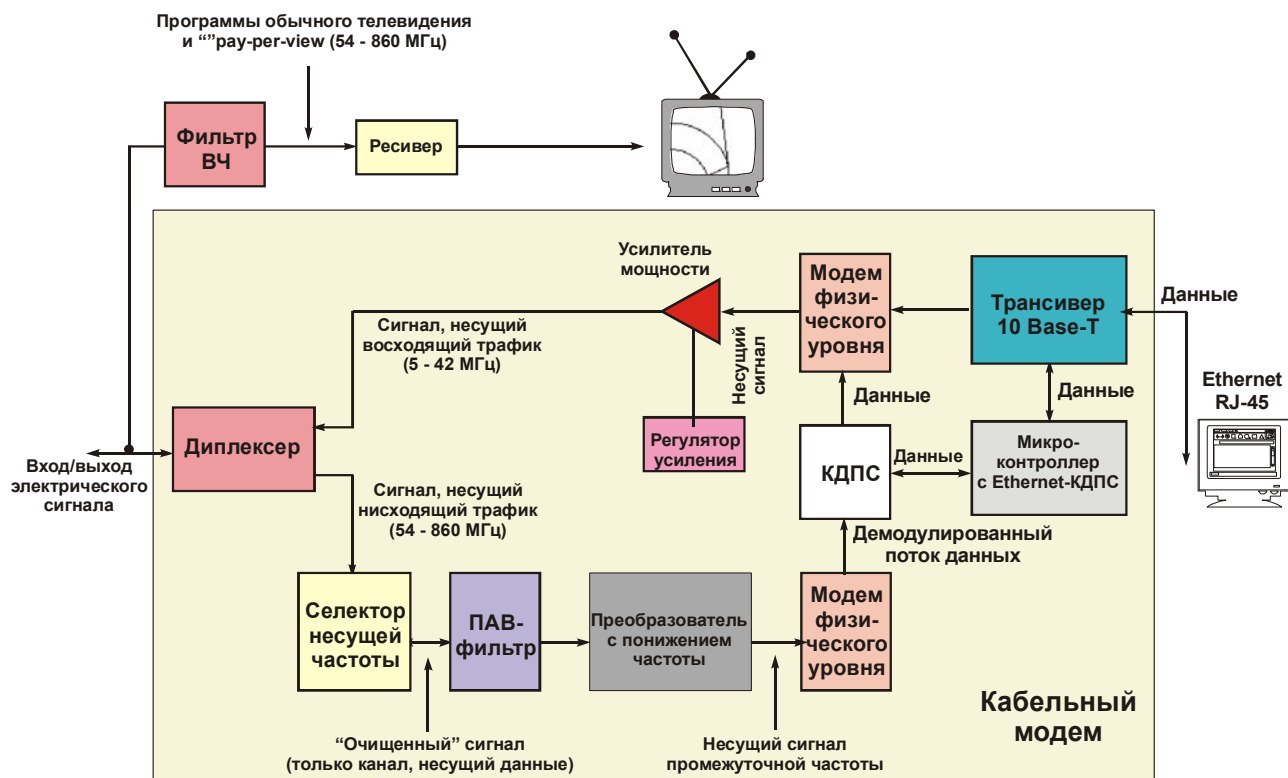 Программы обычного телевидения
и “”pay-per-view (54 - 860 МГц)
Фильтр
ВЧ
Ресивер
Усилитель
мощности
Модем
физи-
ческого
уровня
Трансивер
10 Base-T
Данные
Сигнал, несущий
восходящий трафик
(5 - 42 МГц)
Несущий
сигнал
Ethernet
RJ-45
Данные
Данные
Диплексер
Регулятор
усиления
КДПС
Данные
Микро-
контроллер
с Ethernet-КДПС
Вход/выход
электрического
сигнала
Сигнал, несущий
нисходящий трафик
(54 - 860 МГц)
Демодулированный
поток данных
Селектор
несущей
частоты
ПАВ-
фильтр
Преобразователь
с понижением
частоты
Модем
физи-
ческого
уровня
Кабельный
модем
“Очищенный” сигнал
(только канал, несущий данные)
Несущий сигнал
промежуточной частоты